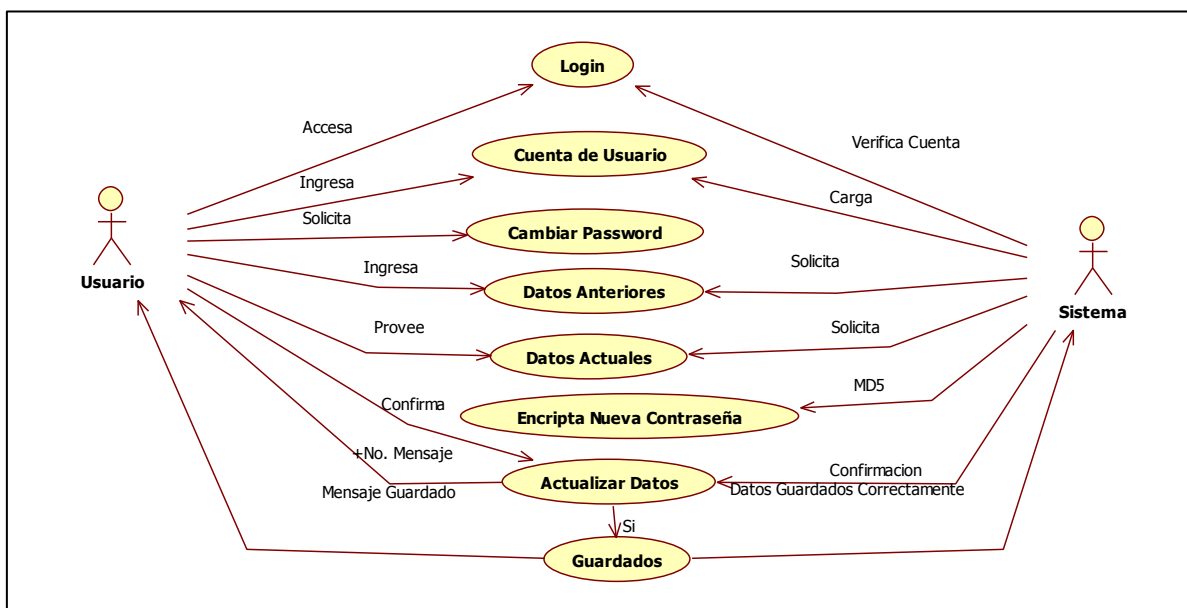 Login
Accesa
Verifica Cuenta
Cuenta de Usuario
Ingresa
Carga
Solicita
Cambiar Password
Ingresa
Solicita
Usuario
Datos Anteriores
Sistema
Provee
Solicita
Datos Actuales
MD5
Confirma
Encripta Nueva Contraseña
+No. Mensaje
Confirmacion
Actualizar Datos
Mensaje Guardado
Datos Guardados Correctamente
Si
Guardados